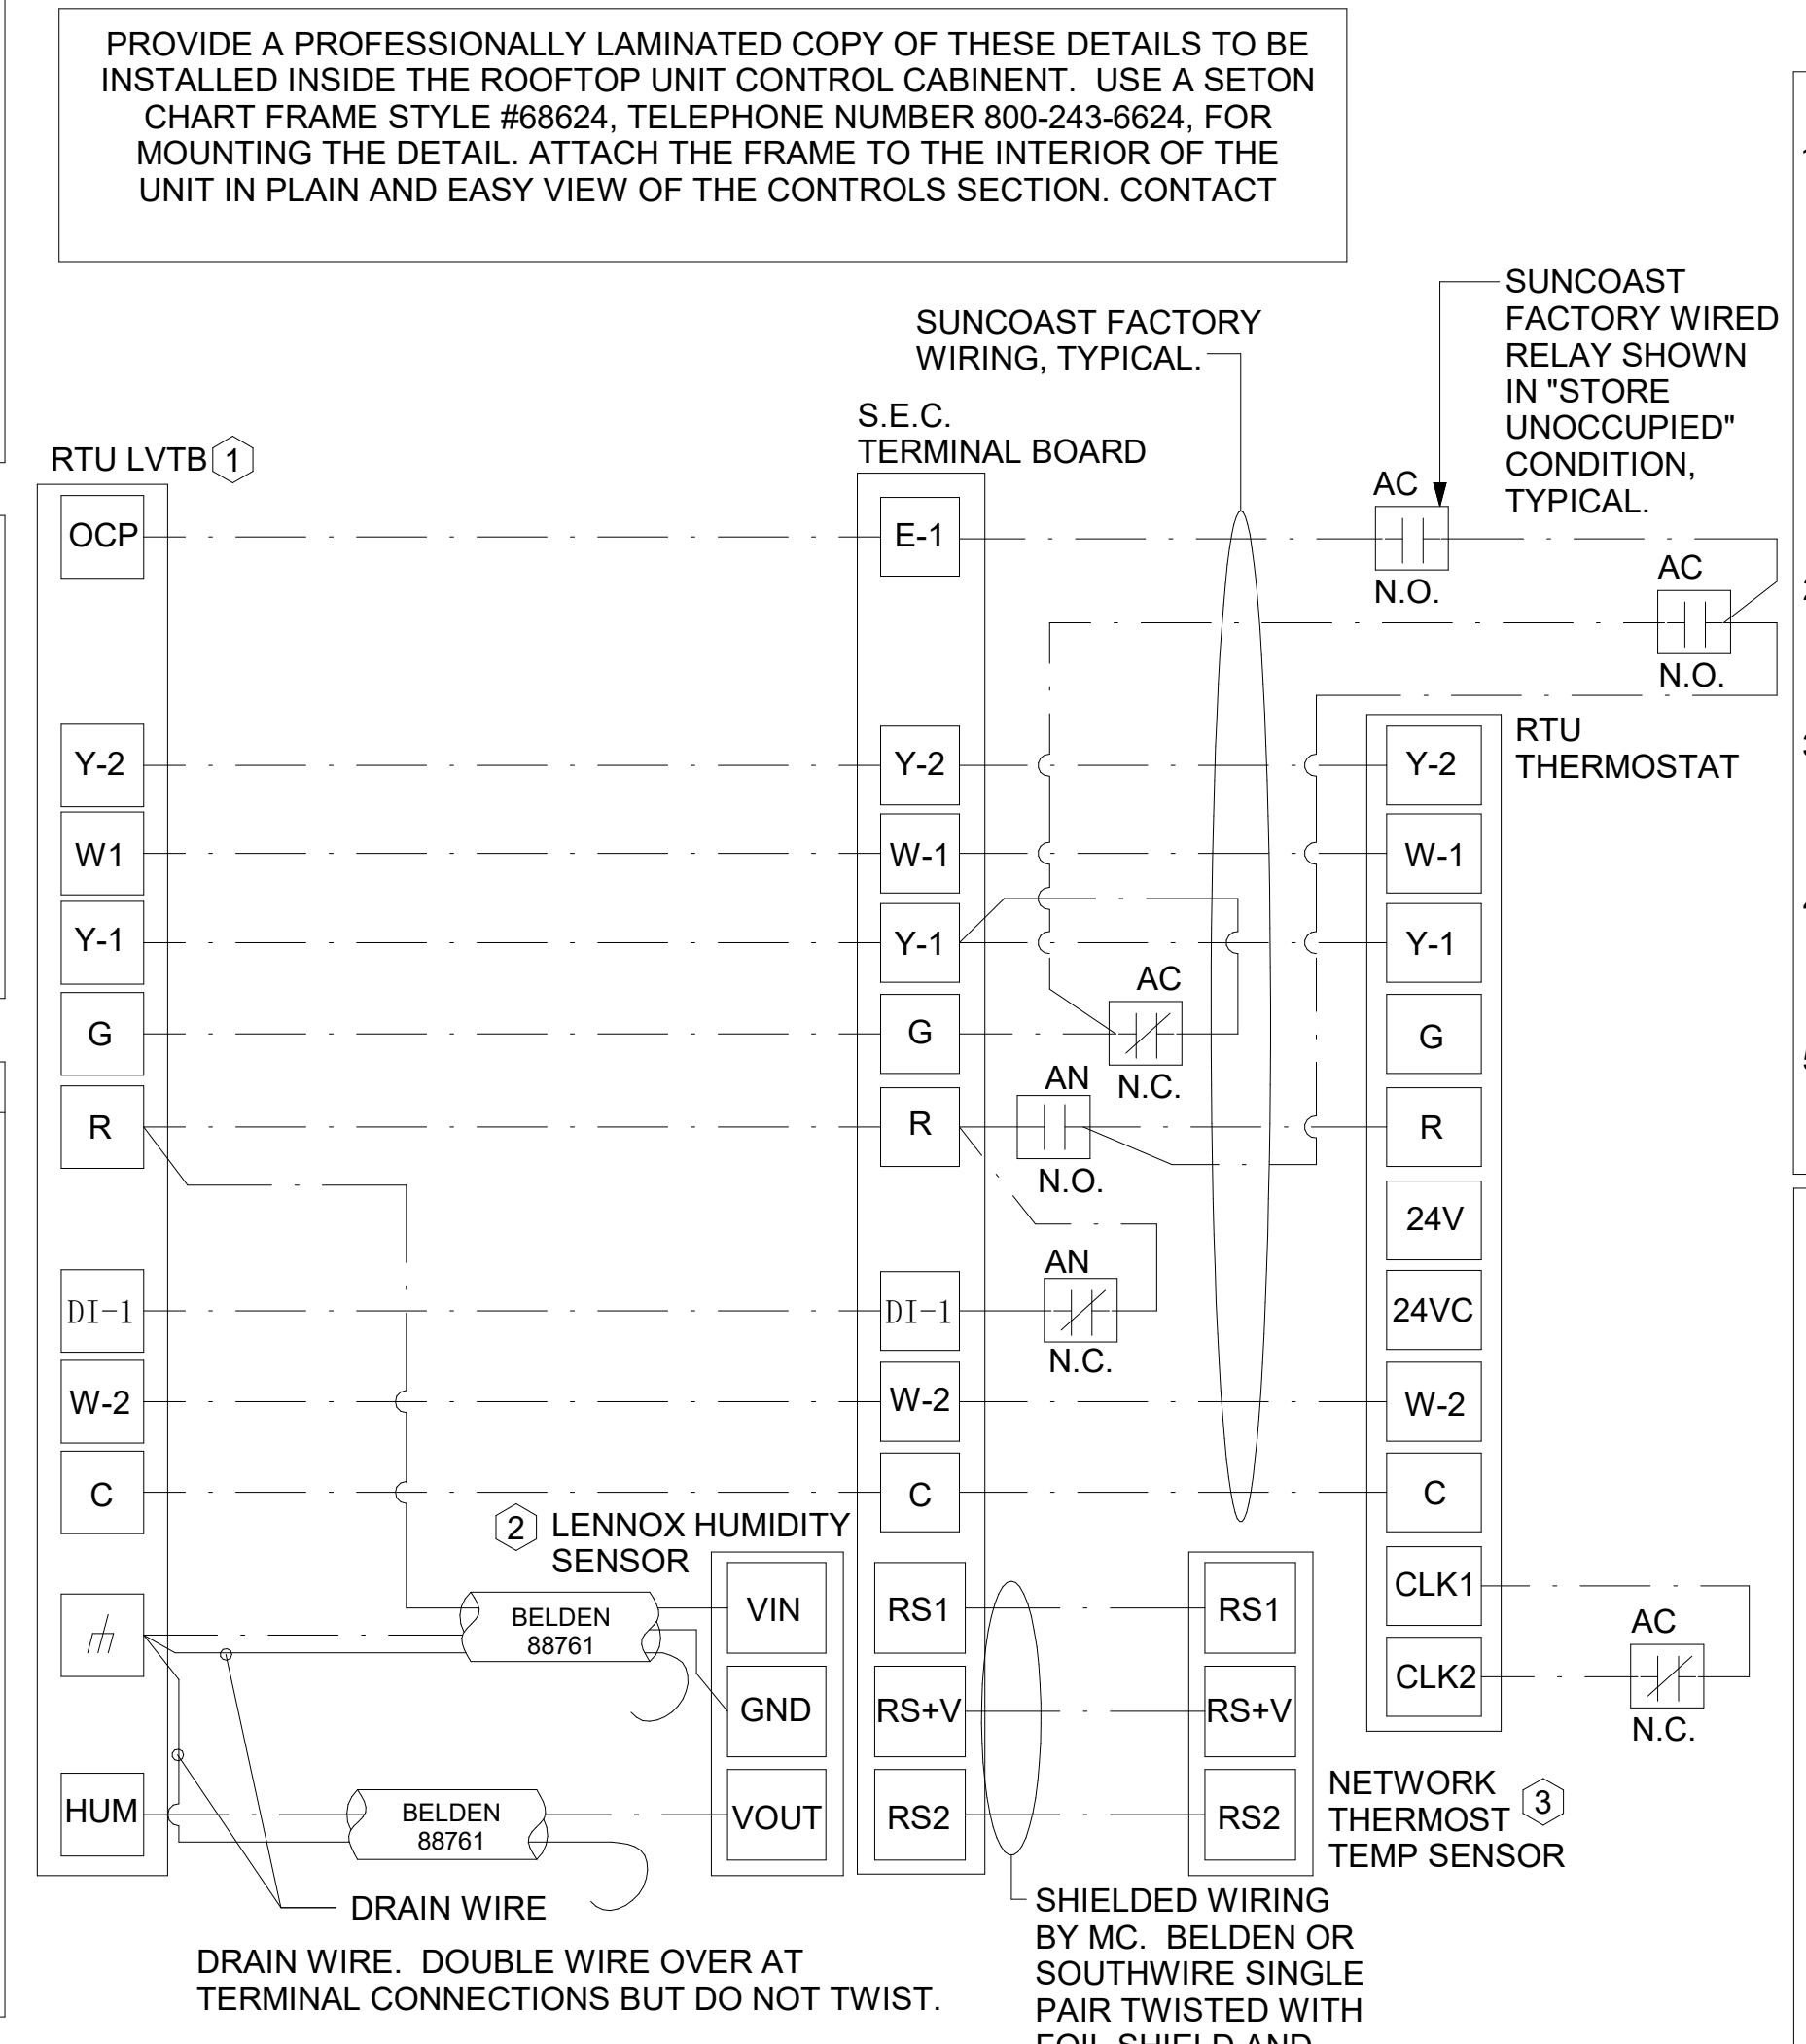 PROVIDE A PROFESSIONALLY LAMINATED COPY OF THESE DETAILS TO BE
INSTALLED INSIDE THE ROOFTOP UNIT CONTROL CABINENT. USE A SETON
CHART FRAME STYLE #68624, TELEPHONE NUMBER 800-243-6624, FOR
MOUNTING THE DETAIL. ATTACH THE FRAME TO THE INTERIOR OF THE
UNIT IN PLAIN AND EASY VIEW OF THE CONTROLS SECTION. CONTACT
SUNCOAST
FACTORY WIRED
RELAY SHOWN
IN "STORE
UNOCCUPIED"
CONDITION,
TYPICAL.
SUNCOAST FACTORY
WIRING, TYPICAL.
RTU LVTB 1
OCP
Y-2
W1
Y-1
G
R
DI-1
W-2
C
HUM
S.E.C.
TERMINAL BOARD
E-1
Y-2
W-1
Y-1
G
R
DI-1
W-2
C
RS1
RS+V
RS2
AC
N.O.
AC
N.O.
AC
N.C.
AN
N.O.
AN
N.C.
RTU
THERMOSTAT
Y-2
W-1
Y-1
G
R
24V
24VC
W-2
C
CLK1
CLK2
AC
N.C.
2 LENNOX HUMIDITY
SENSOR
VIN
GND
VOUT
BELDEN
88761
BELDEN
88761
RS1
RS+V
RS2
NETWORK
THERMOST 3
TEMP SENSOR
DRAIN WIRE
DRAIN WIRE. DOUBLE WIRE OVER AT
TERMINAL CONNECTIONS BUT DO NOT TWIST.
SHIELDED WIRING
BY MC. BELDEN OR
SOUTHWIRE SINGLE
PAIR TWISTED WITH
FOIL SHIELD AND